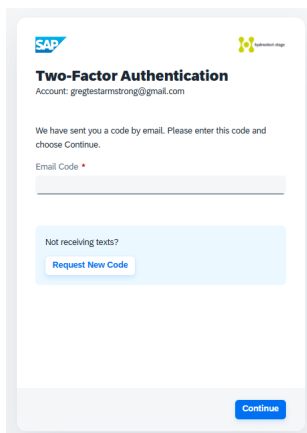 SAP
hydrosient stage
Two-Factor Authentication
Account: gregtestarmstrong@gmail.com
We have sent you a code by email. Please enter this code and
choose Continue.
Email Code *
Not receiving texts?
Request New Code
Continue